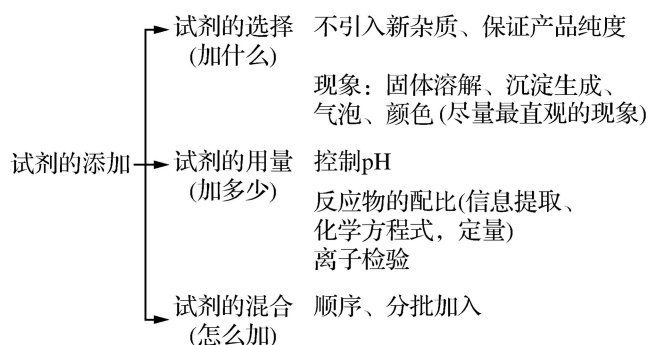 试剂的选择 不引入新杂质、保证产品纯度
(加什么)
现象：固体溶解、沉淀生成、
气泡、颜色(尽量最直观的现象)
试剂的添加 试剂的用量 控制pH
(加多少)
反应物的配比(信息提取、
化学方程式，定量)
离子检验
试剂的混合 顺序、分批加入
(怎么加)